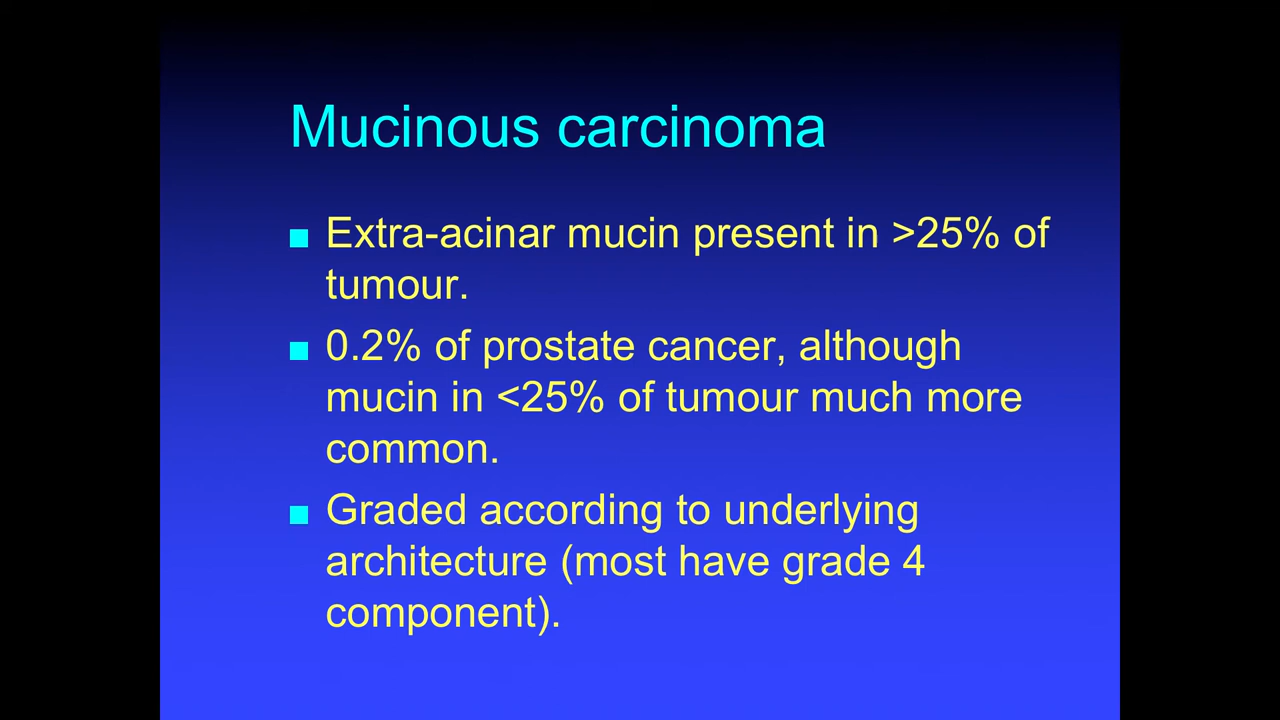 Mucinous carcinoma
Extra-acinar mucin present in >25% of
tumour.
0.2% of prostate cancer, although
mucin in <25% of tumour much more
common.
Graded according to underlying
architecture (most have grade 4
component).